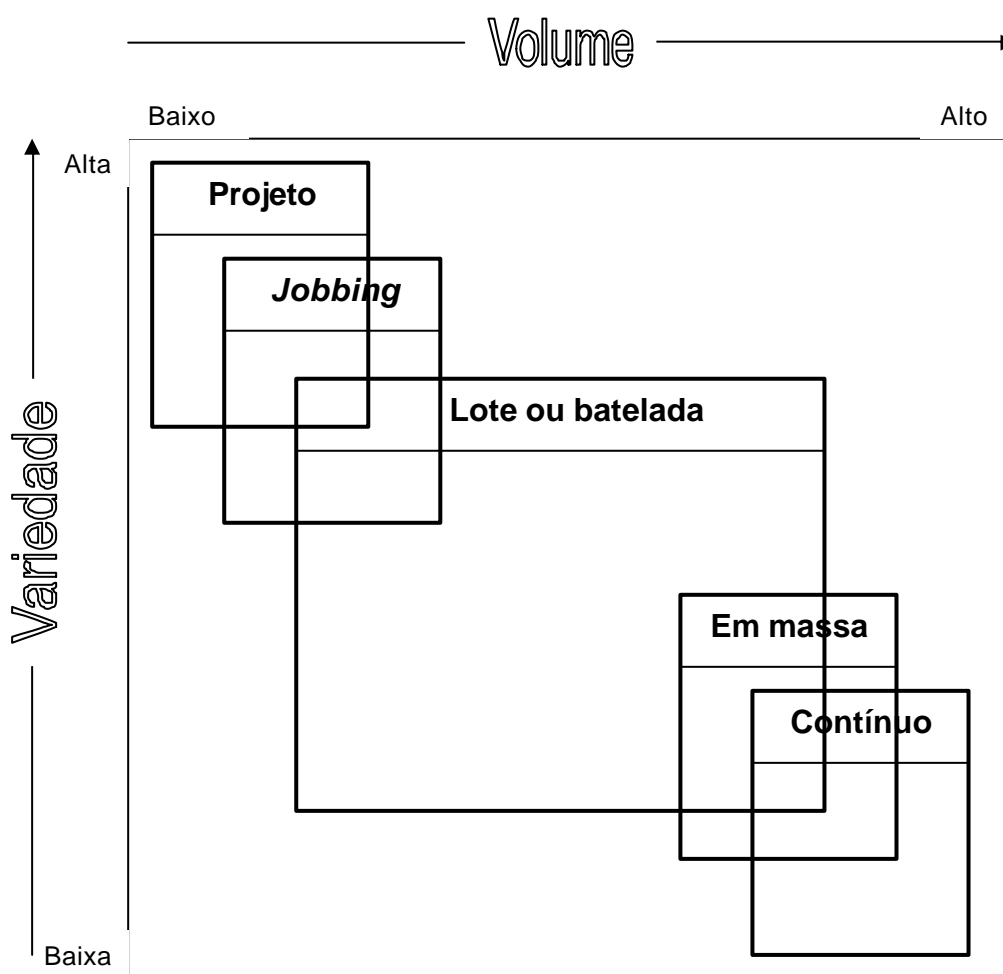 Volume
Baixo
Alto
Alta
Projeto
Jobbing
Lote ou batelada
Variedade
Em massa
Contínuo
Baixa